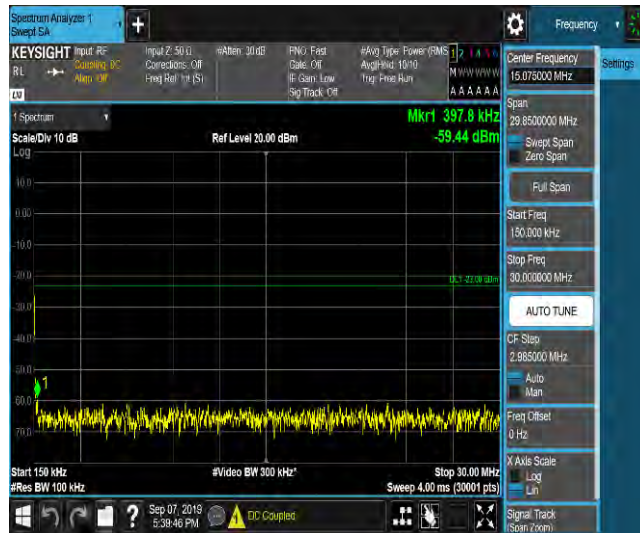 Spectrum Analyzer 1
Swept SA
+
Frequency
KEYSIGHT
Input: RF
Coupling: DC
Align: Off
Input Z: 50 Ω
Corrections: Off
Freq Ref: Int (S)
#Atten: 30 dB
PNO: Fast
Gate: Off
IF Gain: Low
Sig Track: Off
#Avg Type: Power (RMS
Avg|Hold: 10/10
Trig: Free Run
1 2 3 4 5 6
M W W W W W
A A A A A A
RL
LXI
Center Frequency
15.075000 MHz
Settings
Span
29.8500000 MHz
Swept Span
Zero Span
Full Span
Start Freq
150.000 kHz
Stop Freq
30.000000 MHz
AUTO TUNE
CF Step
2.985000 MHz
Auto
Man
Freq Offset
0 Hz
X Axis Scale
Log
Lin
Signal Track
(Span Zoom)
1 Spectrum
Scale/Div 10 dB
Ref Level 20.00 dBm
Mkr1 397.8 kHz
-59.44 dBm
Log
10.0
0.00
-10.0
-20.0
-30.0
-40.0
-50.0
-60.0
-70.0
1
Start 150 kHz
#Video BW 300 kHz*
Stop 30.00 MHz
#Res BW 100 kHz
Sweep 4.00 ms (30001 pts)
Sep 07, 2019
5:39:46 PM
DC Coupled